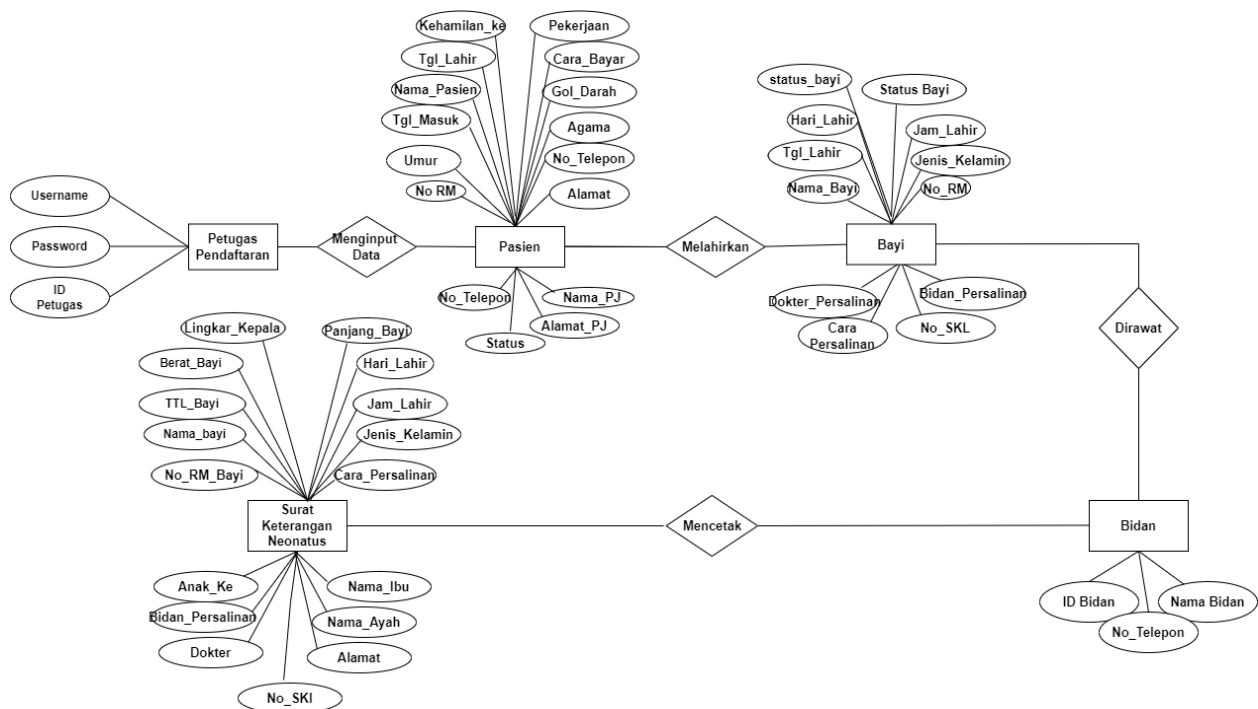 Kehamilan_ke
Pekerjaan
Tgl_Lahir
Cara_Bayar
Nama_Pasien
Gol_Darah
Tgl_Masuk
Agama
Umur
No_Telepon
No RM
Alamat
status_bayi
Status Bayi
Hari_Lahir
Jam_Lahir
Tgl_Lahir
Jenis_Kelamin
Nama_Bayi
No_RM
Username
Password
ID
Petugas
Petugas
Pendaftaran
Menginput
Data
Pasien
Melahirkan
Bayi
No_Telepon
Nama_PJ
Alamat_PJ
Status
Dokter_Persalinan
Bidan_Persalinan
Cara
Persalinan
No_SKL
Dirawat
Lingkar_Kepala
Panjang_Bayi
Berat_Bayi
Hari_Lahir
TTL_Bayi
Jam_Lahir
Nama_bayi
Jenis_Kelamin
No_RM_Bayi
Cara_Persalinan
Surat
Keterangan
Neonatus
Mencetak
Bidan
Anak_Ke
Nama_Ibu
Bidan_Persalinan
Nama_Ayah
Dokter
Alamat
No_SKl
ID Bidan
Nama Bidan
No_Telepon